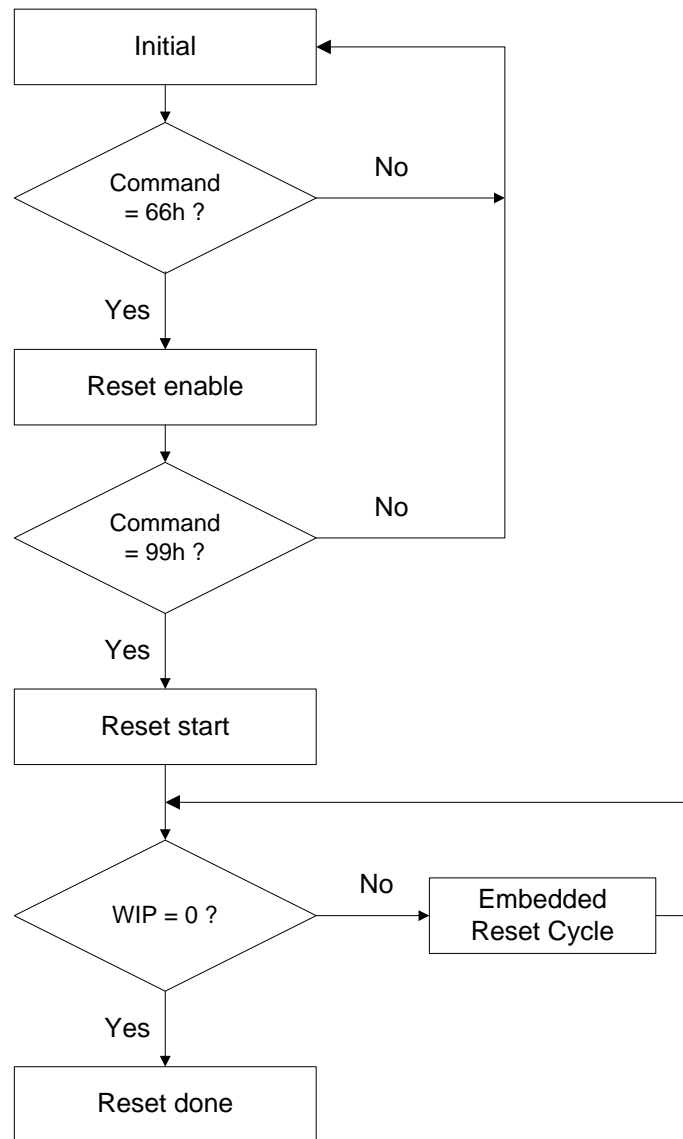 Initial
Command
= 66h ?
No
Yes
Reset enable
Command
= 99h ?
No
Yes
Reset start
WIP = 0 ?
No
Embedded
Reset Cycle
Yes
Reset done